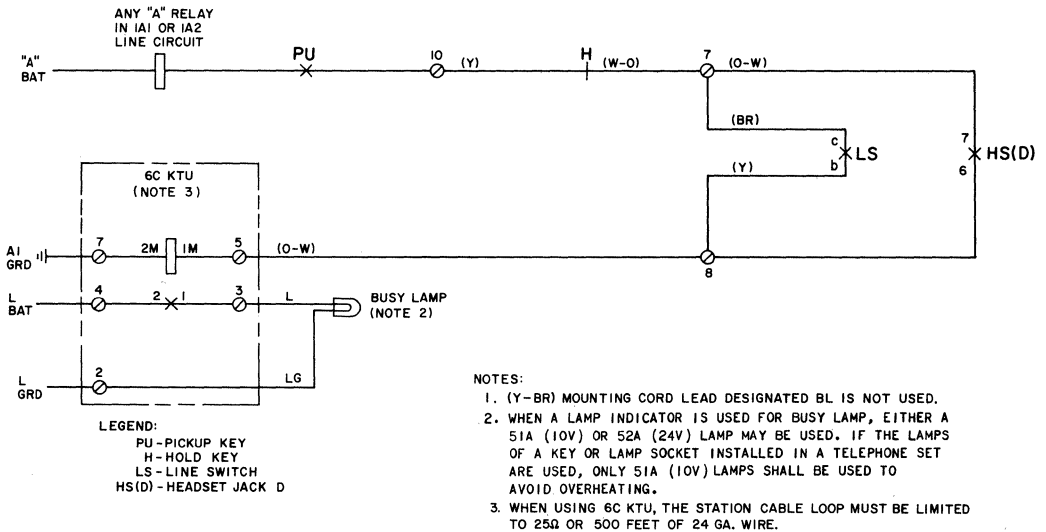 ANY "A" RELAY
IN IA1 OR IA2
LINE CIRCUIT
"A"
BAT
PU
10
(Y)
H
(W-O)
7
(O-W)
(BR)
c
LS
b
(Y)
7
HS(D)
6
6C KTU
(NOTE 3)
A1
GRD
7
2M
1M
5
(O-W)
8
L
BAT
4
2
1
3
L
BUSY LAMP
(NOTE 2)
L
GRD
2
LG
LEGEND:
PU-PICKUP KEY
H-HOLD KEY
LS-LINE SWITCH
HS(D)-HEADSET JACK D
NOTES:
1. (Y-BR) MOUNTING CORD LEAD DESIGNATED BL IS NOT USED.
2. WHEN A LAMP INDICATOR IS USED FOR BUSY LAMP, EITHER A
51A (10V) OR 52A (24V) LAMP MAY BE USED. IF THE LAMPS
OF A KEY OR LAMP SOCKET INSTALLED IN A TELEPHONE SET
ARE USED, ONLY 51A (10V) LAMPS SHALL BE USED TO
AVOID OVERHEATING.
3. WHEN USING 6C KTU, THE STATION CABLE LOOP MUST BE LIMITED
TO 25Ω OR 500 FEET OF 24 GA. WIRE.